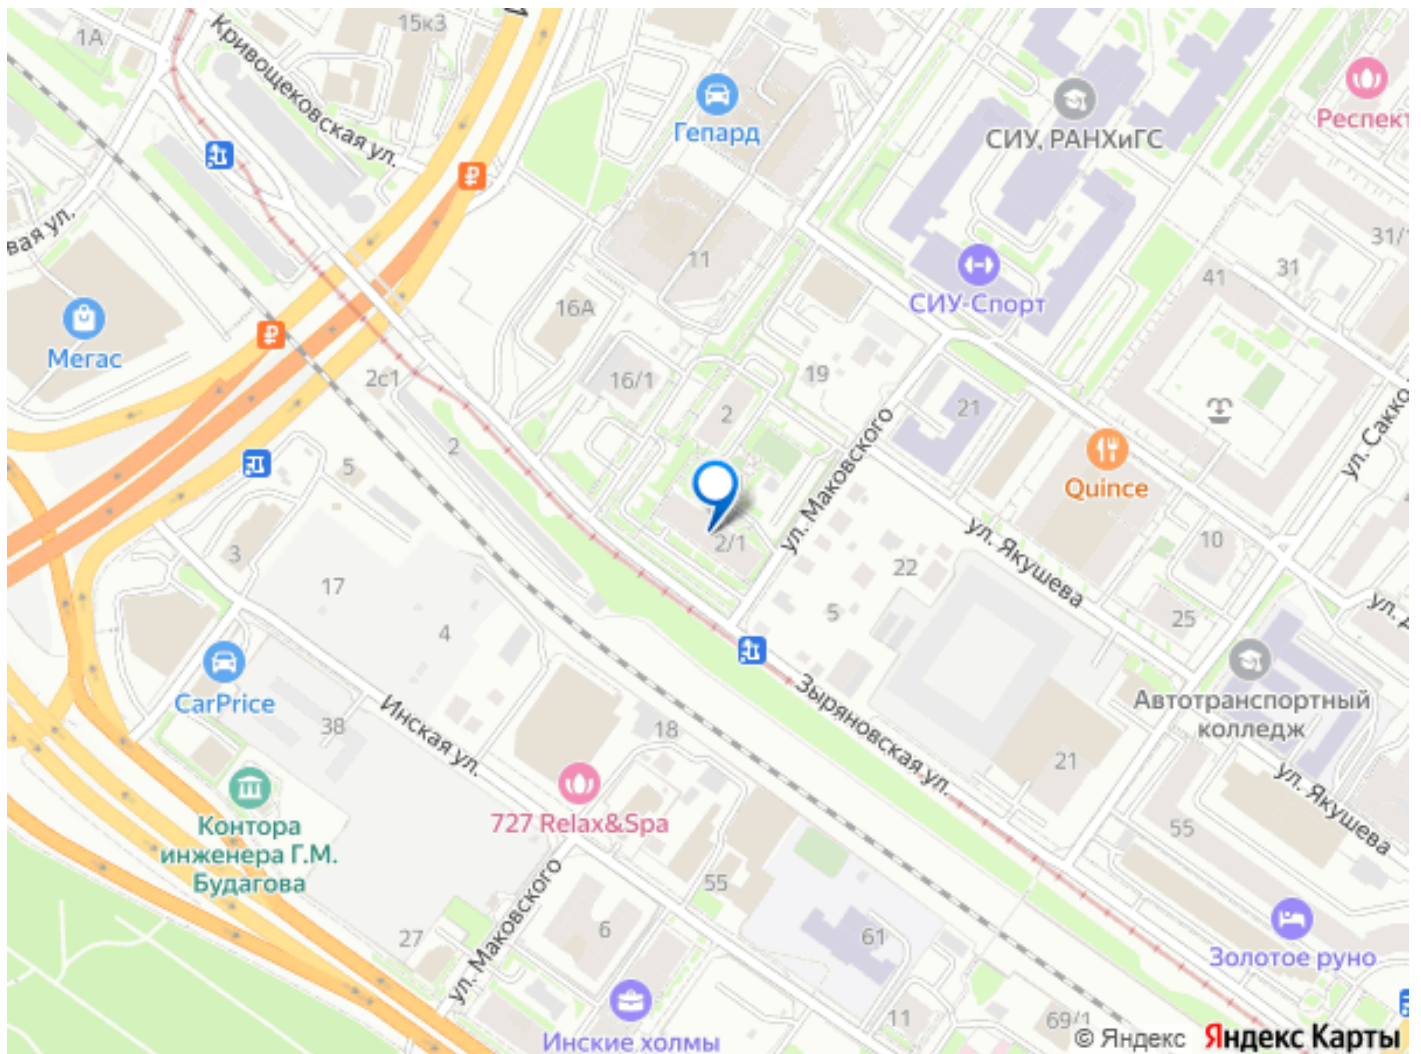 1А
15к3
Кривощековская ул.
Гепард
СИУ, РАНХиГС
Респект
вая ул.
11
16А
СИУ-Спорт
41
31
31/1
Мегас
2с1
16/1
2
19
21
ул. Маковского
ул. Сакко
2
Quince
5
3
2/1
ул. Якушева
10
22
17
4
5
25
Автотранспортный
колледж
CarPrice
38
Инская ул.
18
Зыряновская ул.
21
727 Relax&Spa
Контора
инженера Г.М.
Будагова
55
ул. Якушева
55
ул. Маковского
27
6
61
Золотое руно
Инские холмы
11
69/1
© Яндекс Яндекс Карты